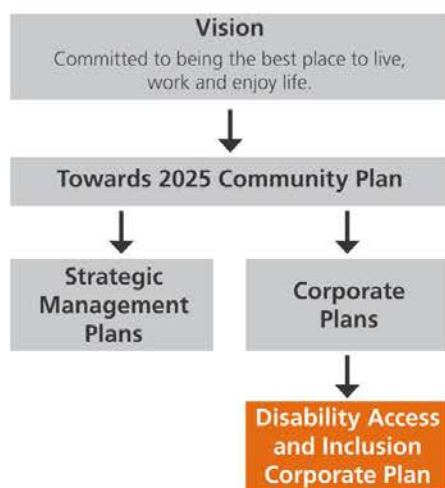 Vision
Committed to being the best place to live,
work and enjoy life.
Towards 2025 Community Plan
Strategic
Management
Plans
Corporate
Plans
Disability Access
and Inclusion
Corporate Plan